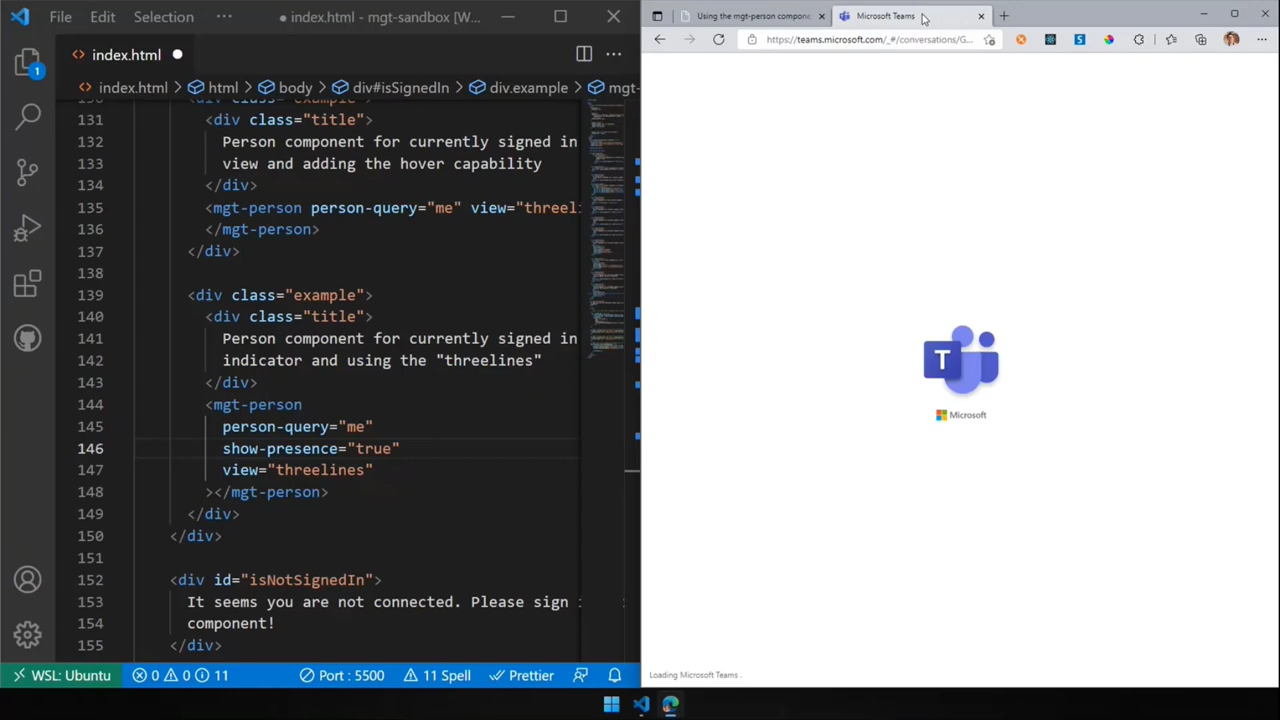 File Edit Selection ··· ● index.html - mgt-sandbox [W...
index.html
index.html > html > body > div#isSignedIn > div.example > mgt-
1
130 <div class="example">
131 <div class="title">
132 Person component for currently signed in
133 view and adding the hover capability
134 </div>
135 <mgt-person person-query="me" view="threeli
136 </mgt-person>
137 </div>
138
139 <div class="example">
140 <div class="title">
141 Person component for currently signed in
142 indicator and using the "threelines"
143 </div>
144 <mgt-person
145 person-query="me"
146 show-presence="true"
147 view="threelines"
148 ></mgt-person>
149 </div>
150 </div>
151
152 <div id="isNotSignedIn">
153 It seems you are not connected. Please sign
154 component!
155 </div>
WSL: Ubuntu 0 0 11 Port : 5500 11 Spell Prettier
Using the mgt-person compone
Microsoft Teams
https://teams.microsoft.com/_#/conversations/G...
T
Microsoft
Loading Microsoft Teams .